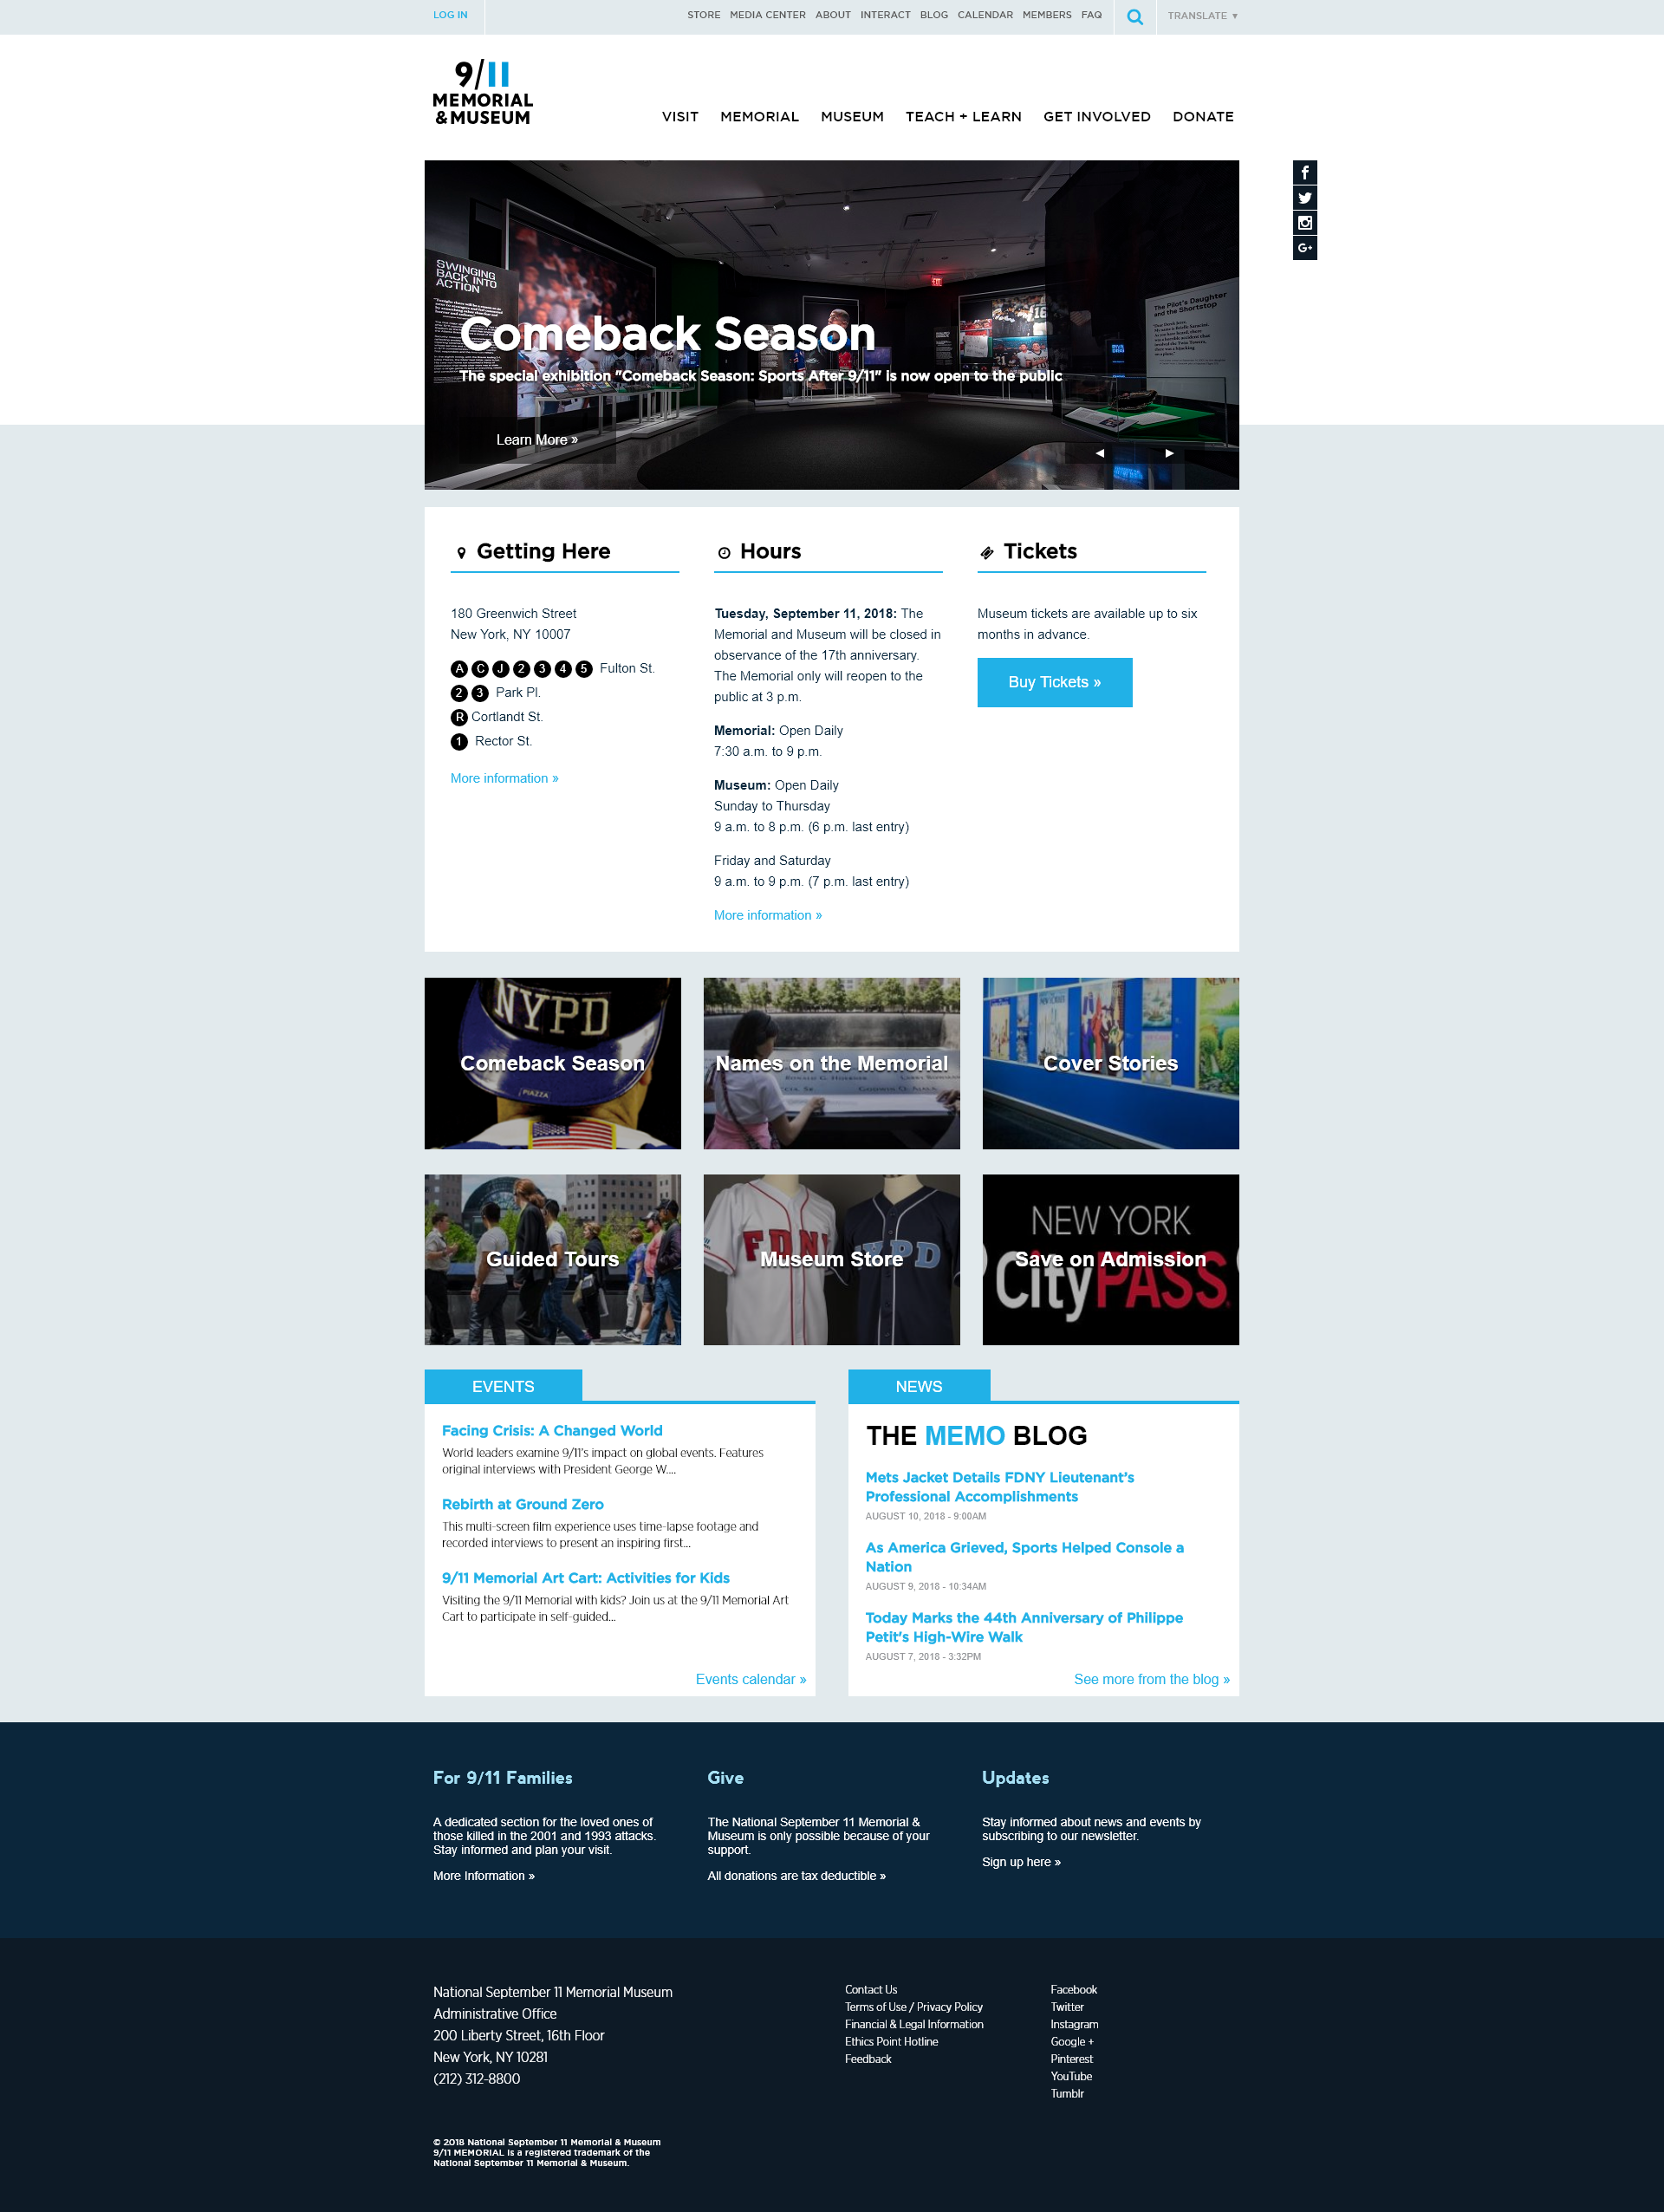 LOG IN
STORE MEDIA CENTER ABOUT INTERACT BLOG CALENDAR MEMBERS FAQ
TRANSLATE ▼
9/11
MEMORIAL
&MUSEUM
VISIT MEMORIAL MUSEUM TEACH + LEARN GET INVOLVED DONATE
SWINGING
BACK INTO
ACTION
The Pilot's Daughter
and the Shortstop
EXIT
Comeback Season
The special exhibition "Comeback Season: Sports After 9/11" is now open to the public
Learn More »
Getting Here
180 Greenwich Street
New York, NY 10007
A C J 2 3 4 5 Fulton St.
2 3 Park Pl.
R Cortlandt St.
1 Rector St.
More information »
Hours
Tuesday, September 11, 2018: The
Memorial and Museum will be closed in
observance of the 17th anniversary.
The Memorial only will reopen to the
public at 3 p.m.
Memorial: Open Daily
7:30 a.m. to 9 p.m.
Museum: Open Daily
Sunday to Thursday
9 a.m. to 8 p.m. (6 p.m. last entry)
Friday and Saturday
9 a.m. to 9 p.m. (7 p.m. last entry)
More information »
Tickets
Museum tickets are available up to six
months in advance.
Buy Tickets »
NYPD
Comeback Season
PIAZZA
Names on the Memorial
Cover Stories
Guided Tours
FDNY
Museum Store
NEW YORK
CityPASS
Save on Admission
EVENTS
Facing Crisis: A Changed World
World leaders examine 9/11's impact on global events. Features
original interviews with President George W....
Rebirth at Ground Zero
This multi-screen film experience uses time-lapse footage and
recorded interviews to present an inspiring first...
9/11 Memorial Art Cart: Activities for Kids
Visiting the 9/11 Memorial with kids? Join us at the 9/11 Memorial Art
Cart to participate in self-guided...
Events calendar »
NEWS
THE MEMO BLOG
Mets Jacket Details FDNY Lieutenant's
Professional Accomplishments
AUGUST 10, 2018 - 9:00AM
As America Grieved, Sports Helped Console a
Nation
AUGUST 9, 2018 - 10:34AM
Today Marks the 44th Anniversary of Philippe
Petit's High-Wire Walk
AUGUST 7, 2018 - 3:32PM
See more from the blog »
For 9/11 Families
A dedicated section for the loved ones of
those killed in the 2001 and 1993 attacks.
Stay informed and plan your visit.
More Information »
Give
The National September 11 Memorial &
Museum is only possible because of your
support.
All donations are tax deductible »
Updates
Stay informed about news and events by
subscribing to our newsletter.
Sign up here »
National September 11 Memorial Museum
Administrative Office
200 Liberty Street, 16th Floor
New York, NY 10281
(212) 312-8800
Contact Us
Terms of Use / Privacy Policy
Financial & Legal Information
Ethics Point Hotline
Feedback
Facebook
Twitter
Instagram
Google +
Pinterest
YouTube
Tumblr
© 2018 National September 11 Memorial & Museum
9/11 MEMORIAL is a registered trademark of the
National September 11 Memorial & Museum.